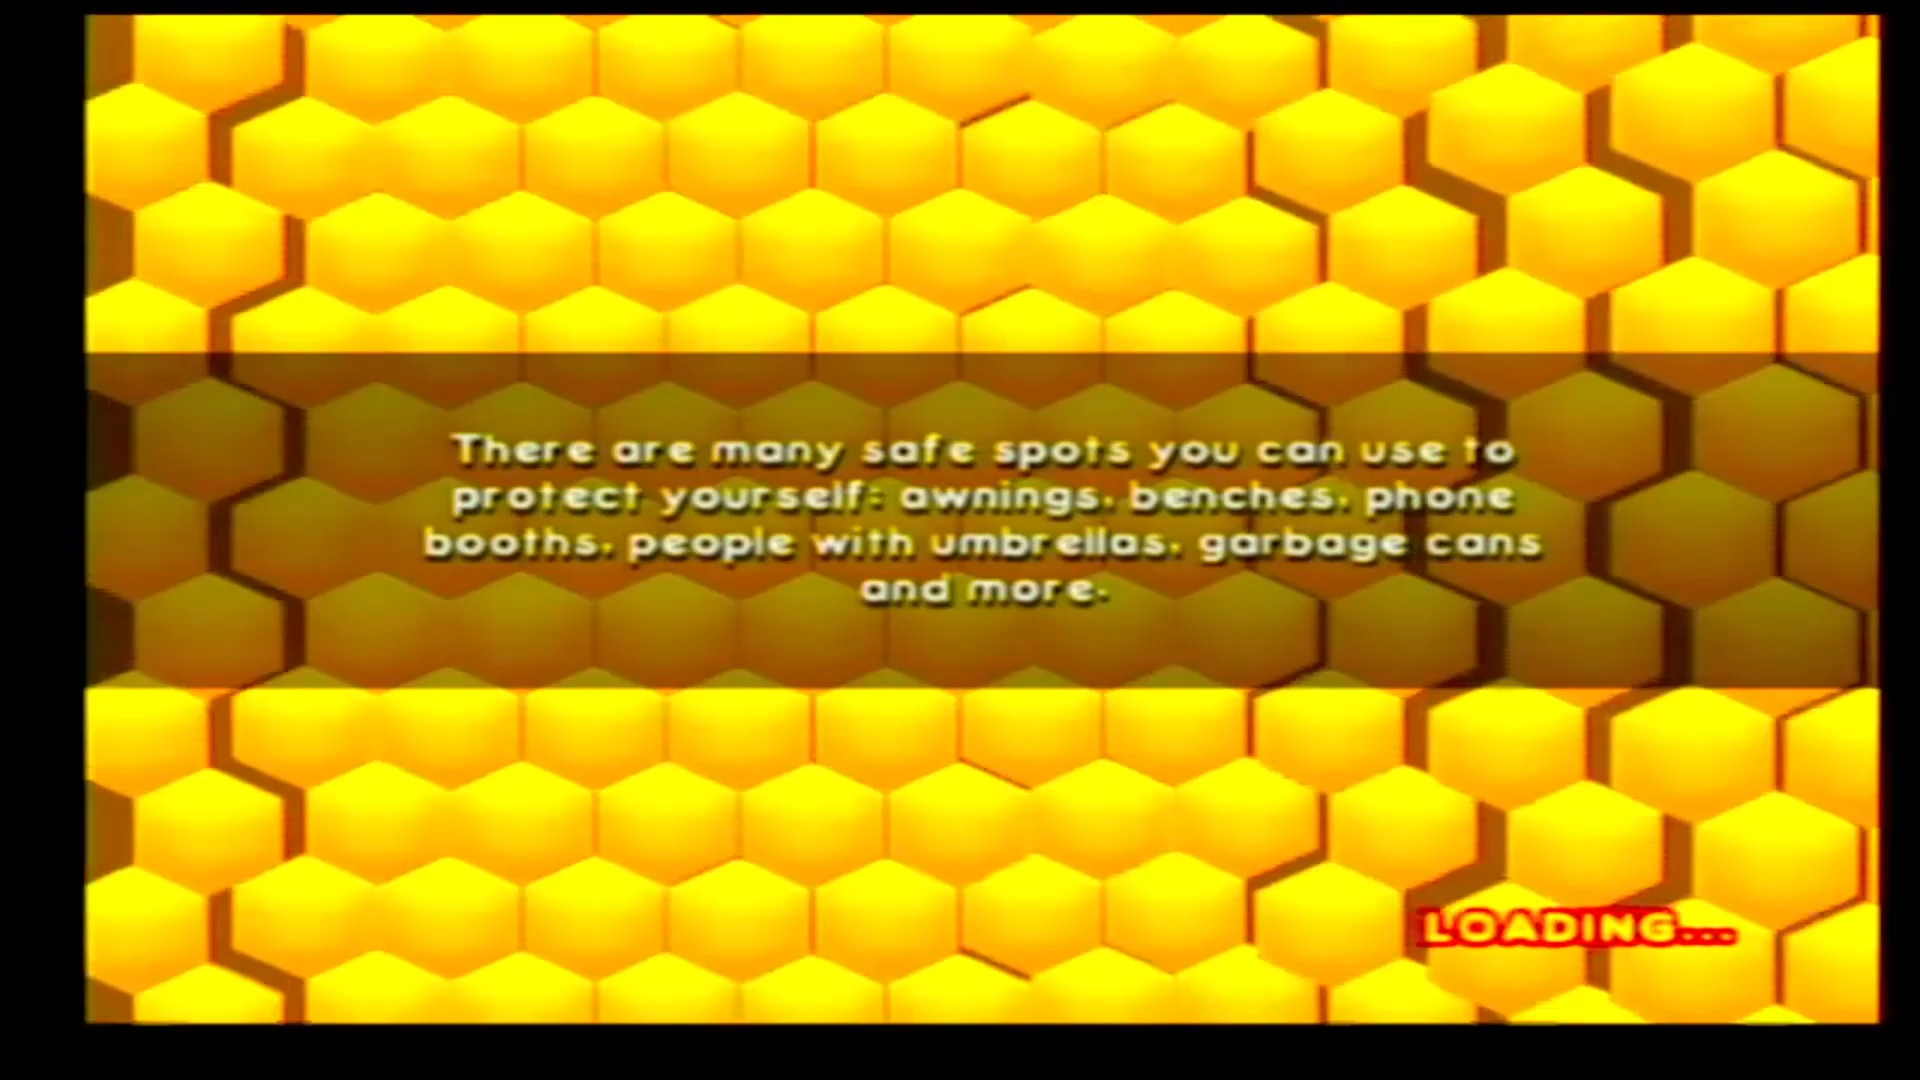 There are many safe spots you can use to
protect yourself: awnings, benches, phone
booths, people with umbrellas, garbage cans
and more.
LOADING...